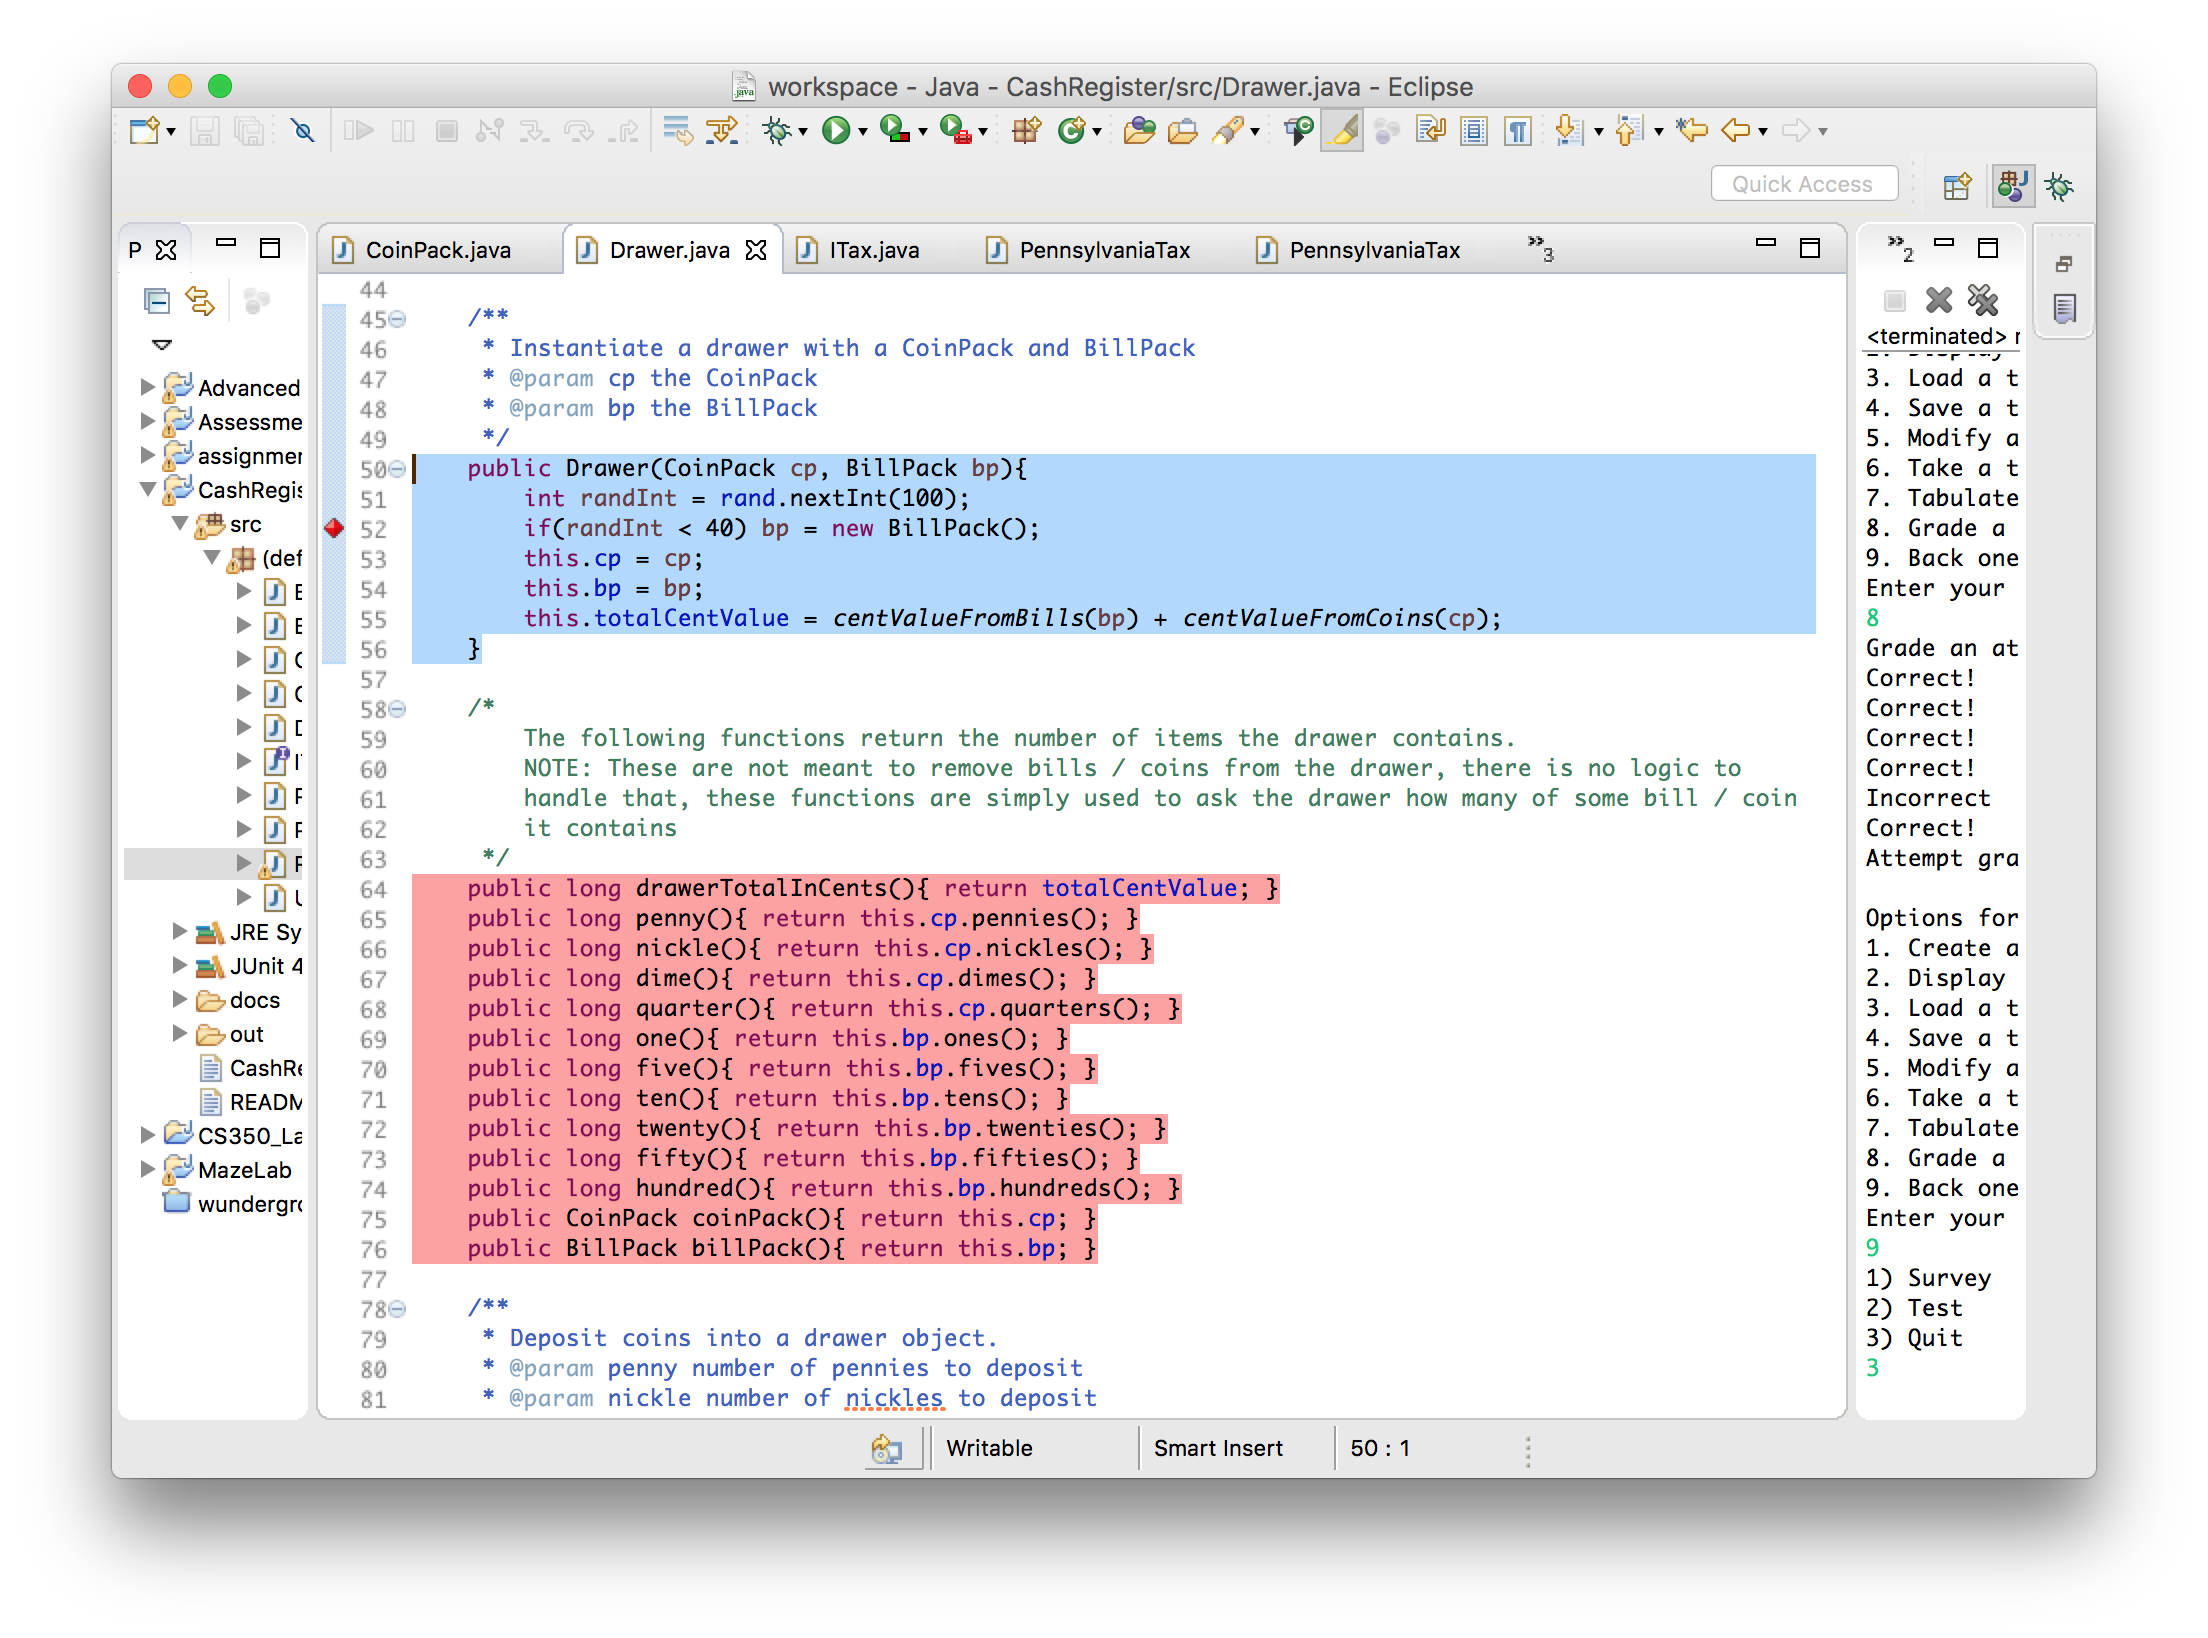 workspace - Java - CashRegister/src/Drawer.java - Eclipse
Quick Access
P
Advanced
Assessme
assignmer
CashRegis
src
(def
JRE Sy
JUnit 4
docs
out
CashRe
READM
CS350_La
MazeLab
wundergro
CoinPack.java
Drawer.java
ITax.java
PennsylvaniaTax
PennsylvaniaTax
»3
44
45 /**
46 * Instantiate a drawer with a CoinPack and BillPack
47 * @param cp the CoinPack
48 * @param bp the BillPack
49 */
50 public Drawer(CoinPack cp, BillPack bp){
51 int randInt = rand.nextInt(100);
52 if(randInt < 40) bp = new BillPack();
53 this.cp = cp;
54 this.bp = bp;
55 this.totalCentValue = centValueFromBills(bp) + centValueFromCoins(cp);
56 }
57
58 /*
59 The following functions return the number of items the drawer contains.
60 NOTE: These are not meant to remove bills / coins from the drawer, there is no logic to
61 handle that, these functions are simply used to ask the drawer how many of some bill / coin
62 it contains
63 */
64 public long drawerTotalInCents(){ return totalCentValue; }
65 public long penny(){ return this.cp.pennies(); }
66 public long nickle(){ return this.cp.nickles(); }
67 public long dime(){ return this.cp.dimes(); }
68 public long quarter(){ return this.cp.quarters(); }
69 public long one(){ return this.bp.ones(); }
70 public long five(){ return this.bp.fives(); }
71 public long ten(){ return this.bp.tens(); }
72 public long twenty(){ return this.bp.twenties(); }
73 public long fifty(){ return this.bp.fifties(); }
74 public long hundred(){ return this.bp.hundreds(); }
75 public CoinPack coinPack(){ return this.cp; }
76 public BillPack billPack(){ return this.bp; }
77
78 /**
79 * Deposit coins into a drawer object.
80 * @param penny number of pennies to deposit
81 * @param nickle number of nickles to deposit
»2
<terminated> r
2. Display
3. Load a t
4. Save a t
5. Modify a
6. Take a t
7. Tabulate
8. Grade a
9. Back one
Enter your
8
Grade an at
Correct!
Correct!
Correct!
Correct!
Incorrect
Correct!
Attempt gra
Options for
1. Create a
2. Display
3. Load a t
4. Save a t
5. Modify a
6. Take a t
7. Tabulate
8. Grade a
9. Back one
Enter your
9
1) Survey
2) Test
3) Quit
3
Writable
Smart Insert
50 : 1